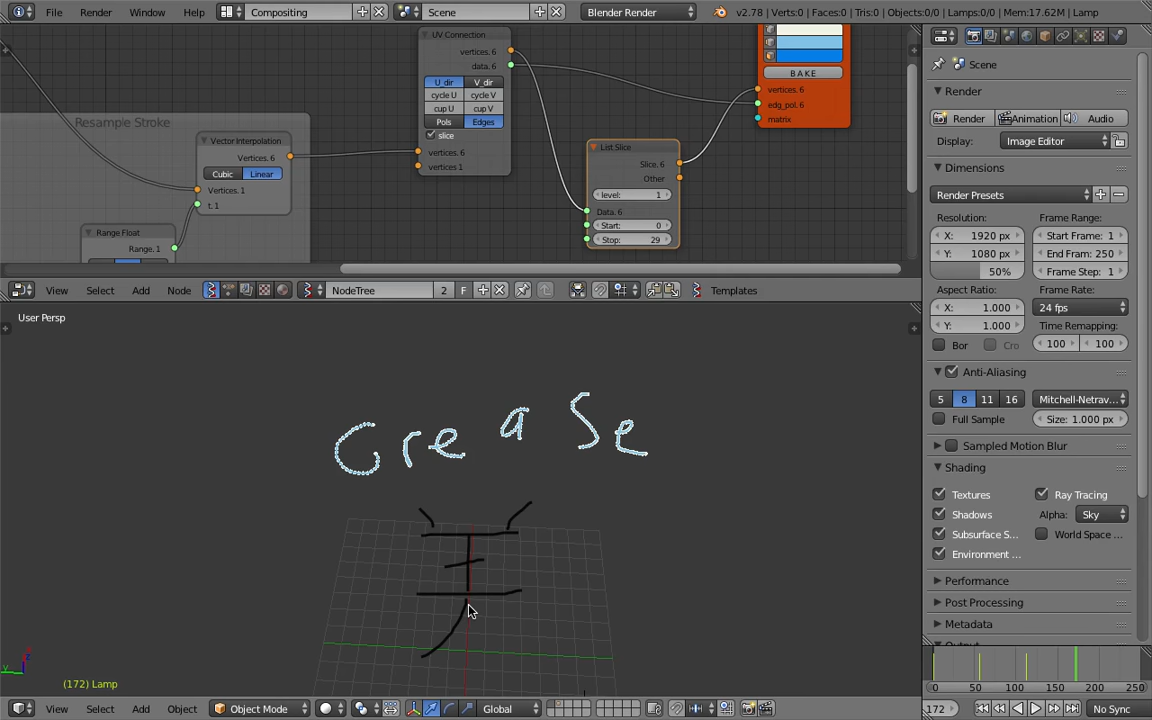 File Render Window Help Compositing Scene Blender Render v2.78 | Verts:0 | Faces:0 | Tris:0 | Objects:0/0 | Lamps:0/0 | Mem:17.62M | Lamp
UV Connection
vertices. 6
data. 6
U_dir V_dir
cycle U cycle V
cup U cup V
Pols Edges
slice
vertices. 6
vertices 1
Resample Stroke
Vector Interpolation
Vertices. 6
Cubic Linear
Vertices. 1
t. 1
Range Float
Range. 1
List Slice
Slice. 6
Other
level: 1
Data. 6
Start: 0
Stop: 29
BAKE
vertices. 6
edg_pol. 6
matrix
View Select Add Node NodeTree 2 F Templates
User Persp
Grease
(172) Lamp
View Select Add Object Object Mode Global
Scene
Render
Render Animation Audio
Display: Image Editor
Dimensions
Render Presets
Resolution: Frame Range:
X: 1920 px Start Frame: 1
Y: 1080 px End Fram: 250
50% Frame Step: 1
Aspect Ratio: Frame Rate:
X: 1.000 24 fps
Y: 1.000 Time Remapping:
Bor Cro 100 100
Anti-Aliasing
5 8 11 16 Mitchell-Netrav...
Full Sample Size: 1.000 px
Sampled Motion Blur
Shading
Textures Ray Tracing
Shadows Alpha: Sky
Subsurface S... World Space ...
Environment ...
Performance
Post Processing
Metadata
Output
0 50 100 150 200 250
172 No Sync